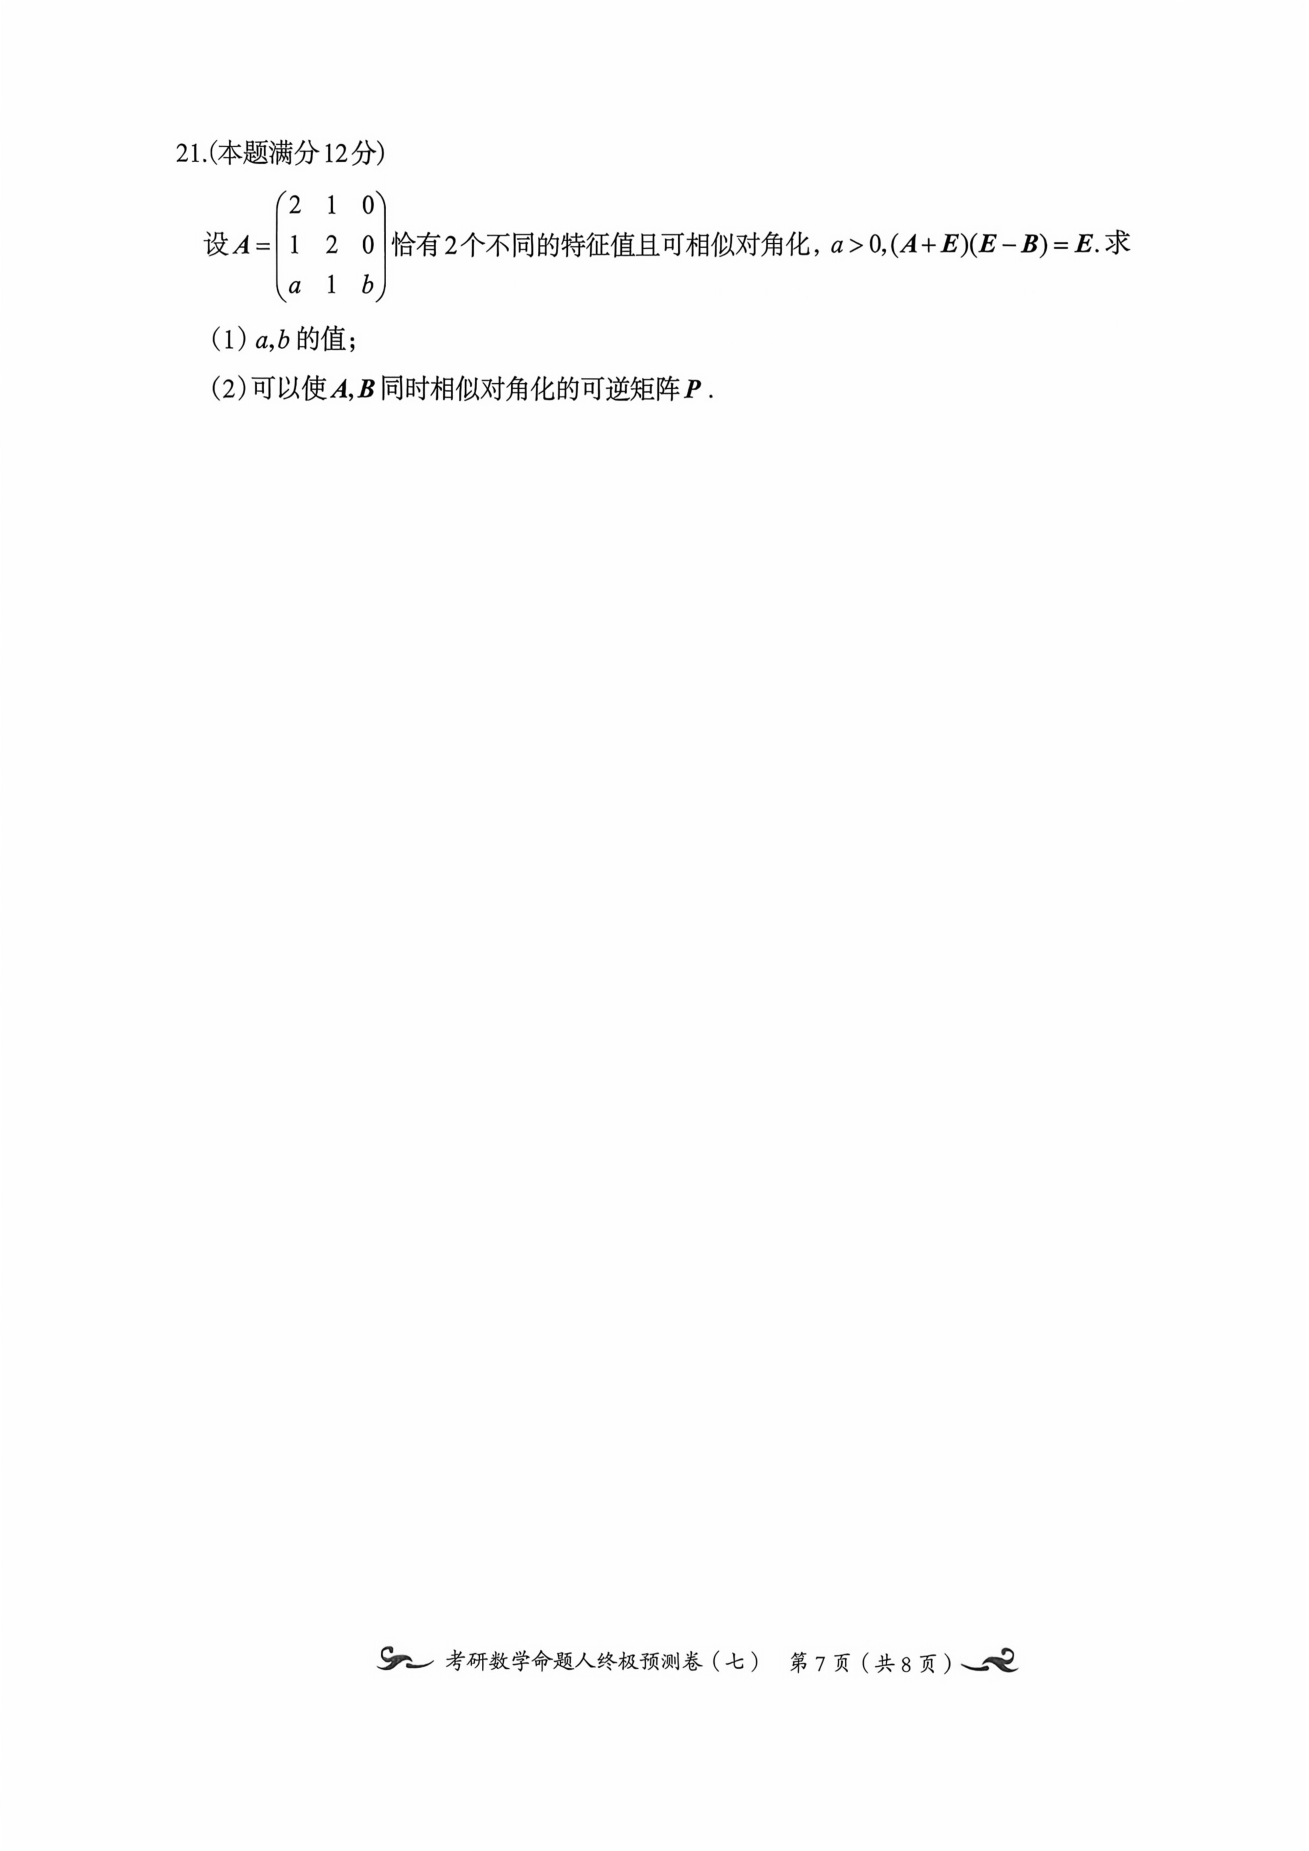 21.(本题满分12分)
设A=(2 1 0
1 2 0
a 1 b)恰有2个不同的特征值且可相似对角化, a>0,(A+E)(E-B)=E.求
(1) a,b 的值;
(2)可以使A,B同时相似对角化的可逆矩阵P.
考研数学命题人终极预测卷(七) 第7页(共8页)